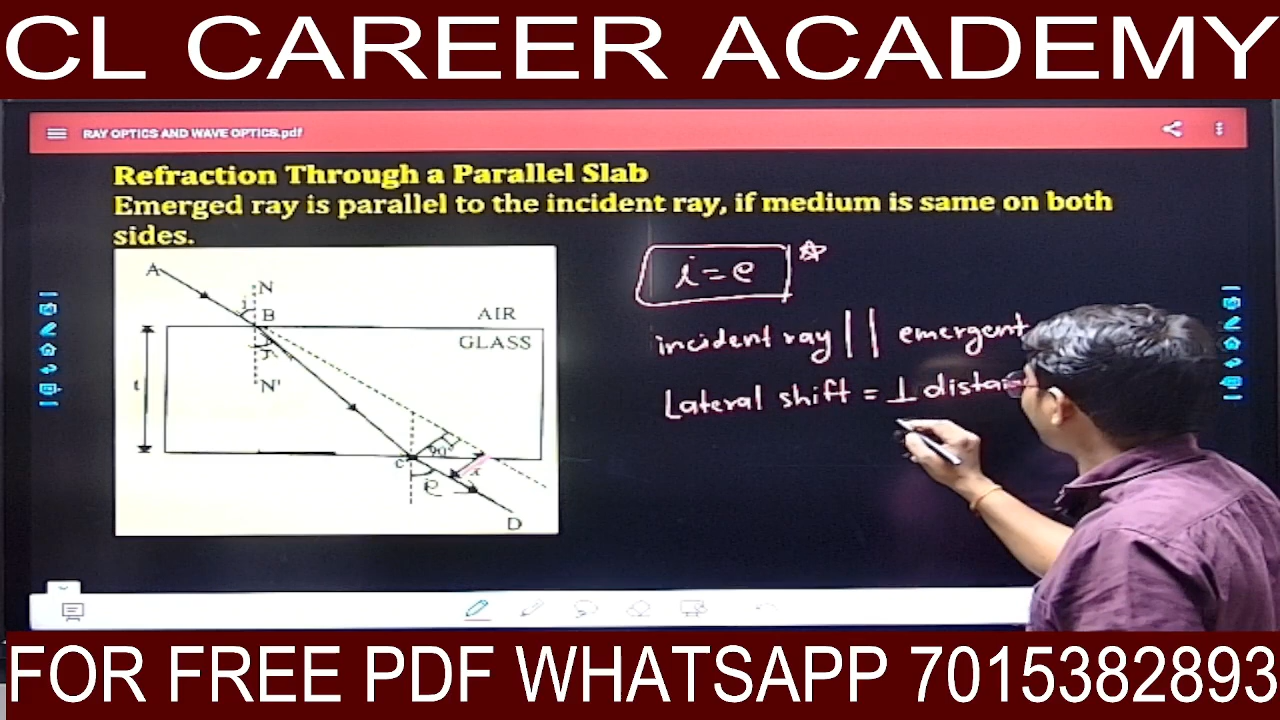 CL CAREER ACADEMY
RAY OPTICS AND WAVE OPTICS.pdf
Refraction Through a Parallel Slab
Emerged ray is parallel to the incident ray, if medium is same on both
sides.
i = e
incident ray || emergent
Lateral shift = ⊥
A
N
i
B
AIR
GLASS
r
N'
t
90°
C
x
e
D
FOR FREE PDF WHATSAPP 7015382893